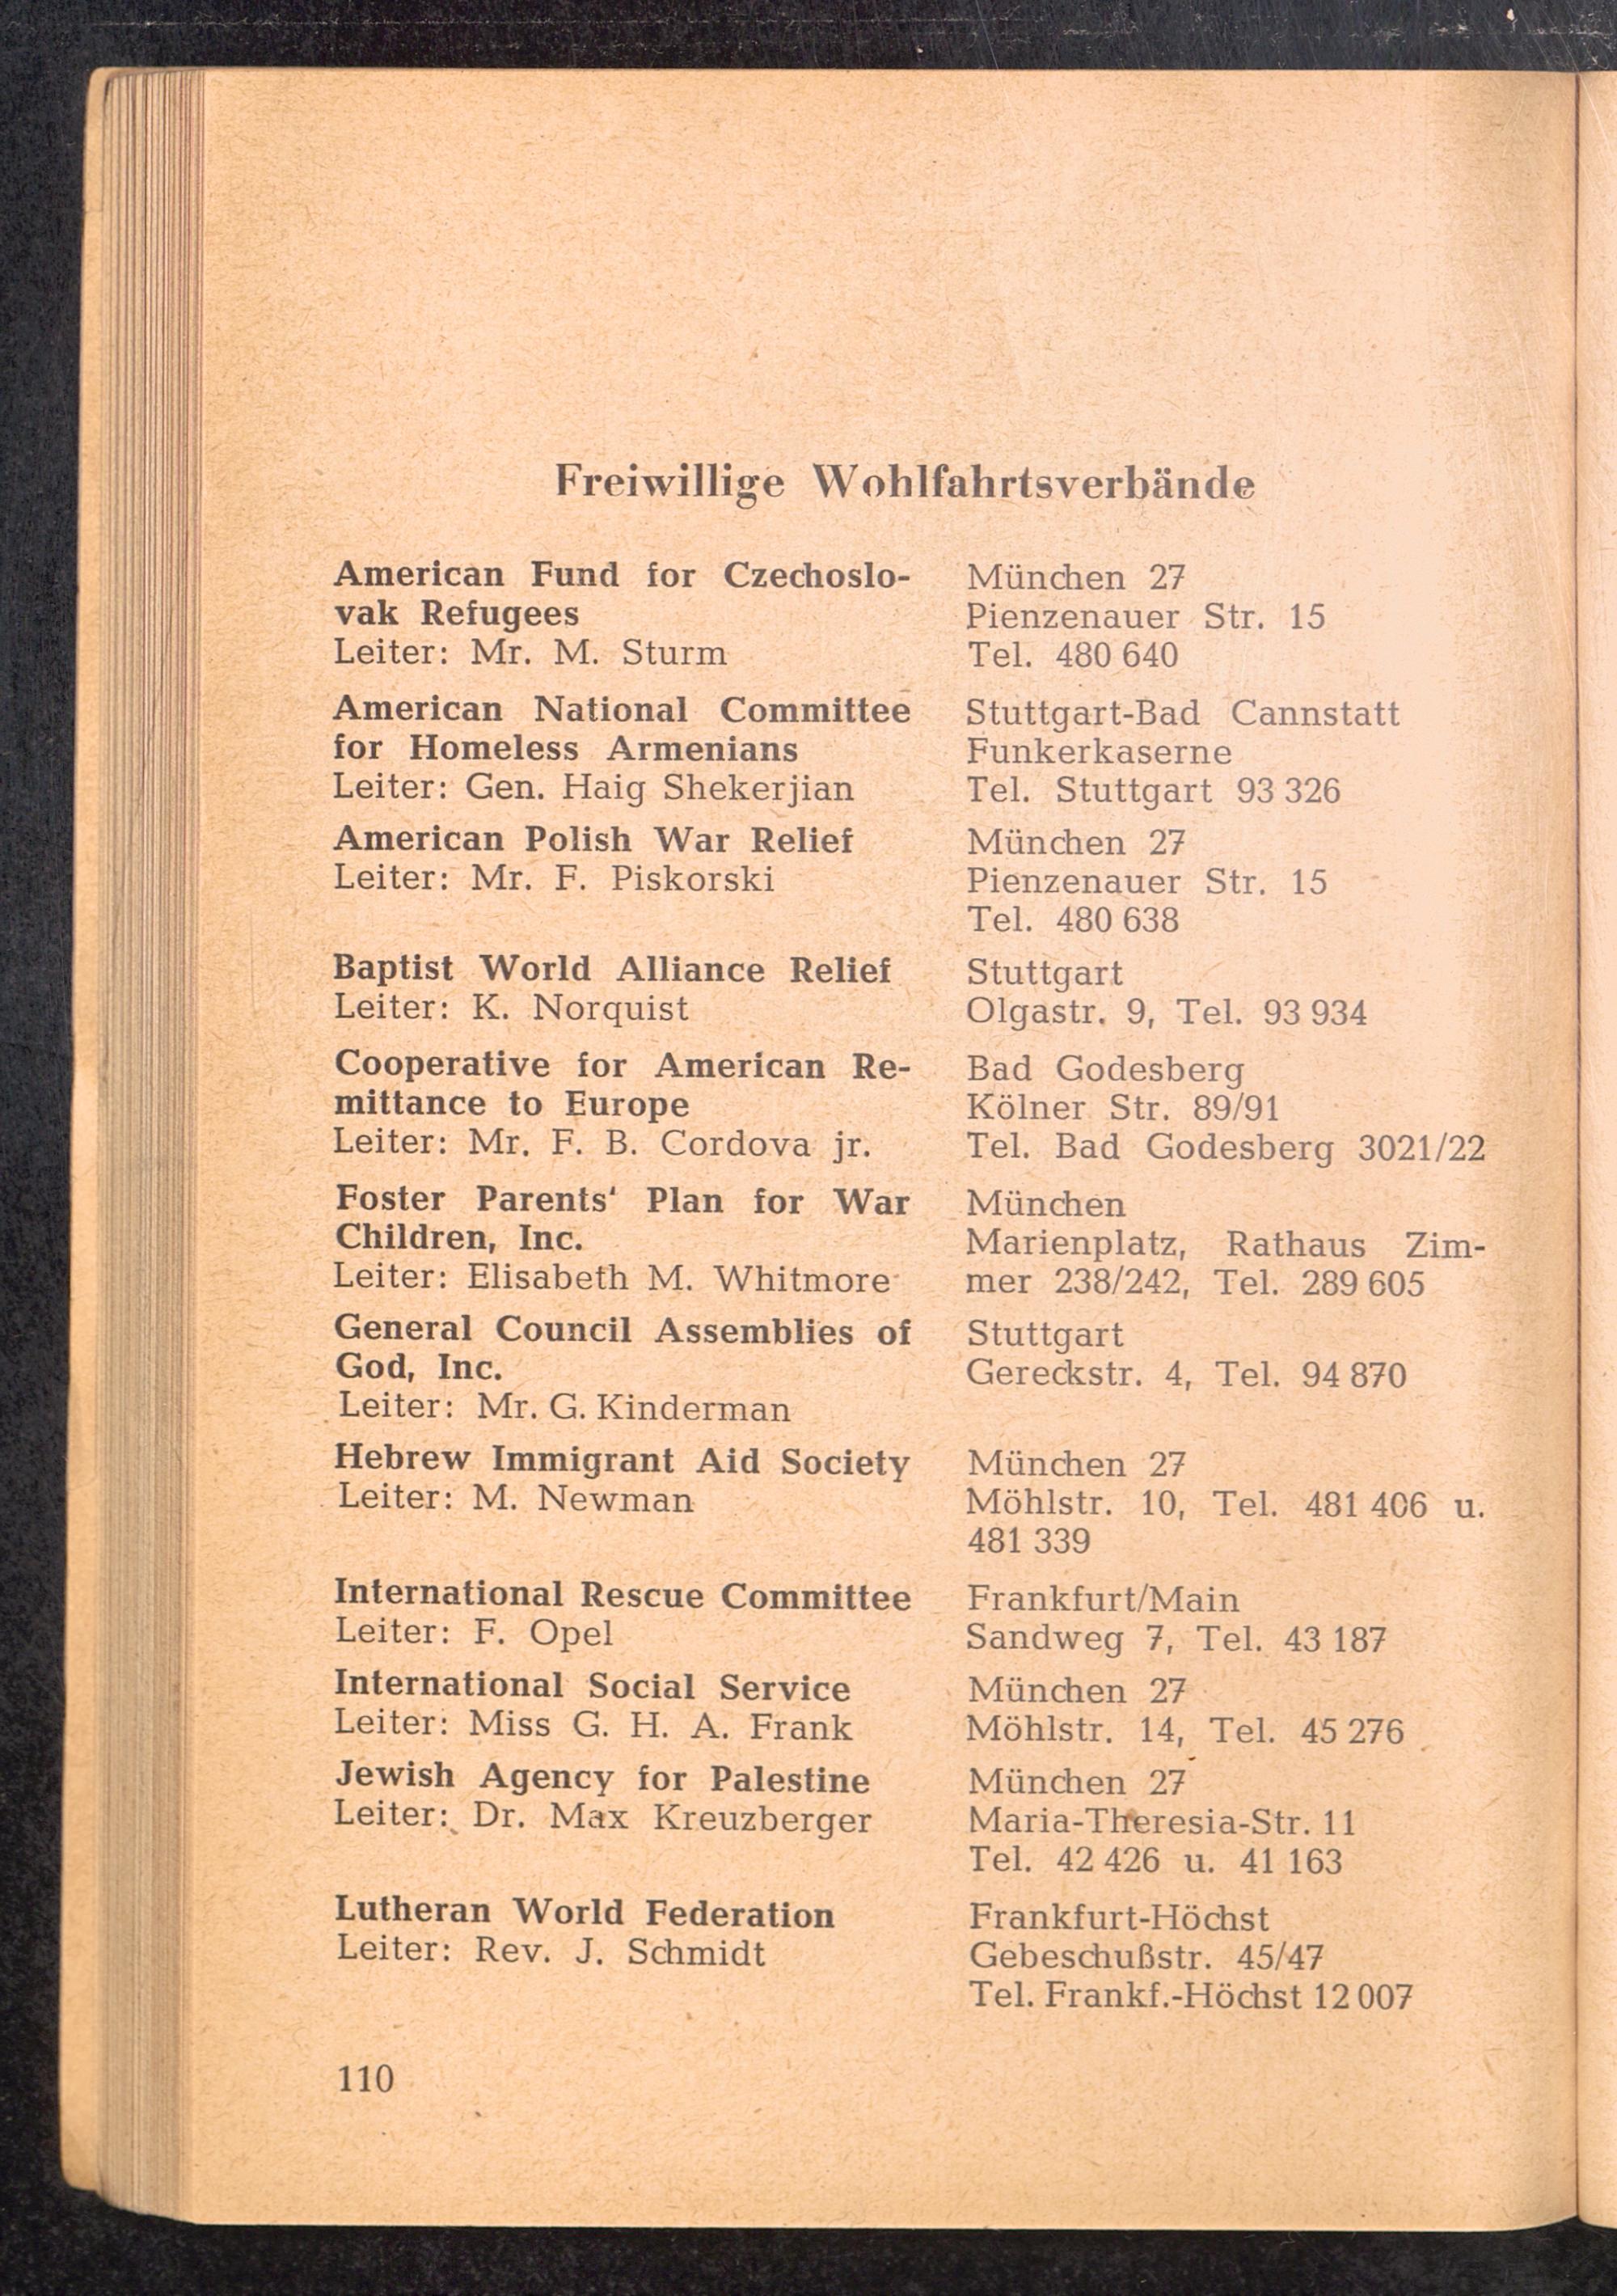 Freiwillige Wohlfahrtsverbände
American Fund for Czechoslo-
vak Refugees
Leiter: Mr. M. Sturm
München 27
Pienzenauer Str. 15
Tel. 480 640
American National Committee
for Homeless Armenians
Leiter: Gen. Haig Shekerjian
Stuttgart-Bad Cannstatt
Funkerkaserne
Tel. Stuttgart 93 326
American Polish War Relief
Leiter: Mr. F. Piskorski
München 27
Pienzenauer Str. 15
Tel. 480 638
Baptist World Alliance Relief
Leiter: K. Norquist
Stuttgart
Olgastr. 9, Tel. 93 934
Cooperative for American Re-
mittance to Europe
Leiter: Mr. F. B. Cordova jr.
Bad Godesberg
Kölner Str. 89/91
Tel. Bad Godesberg 3021/22
Foster Parents‘ Plan for War
Children, Inc.
Leiter: Elisabeth M. Whitmore
München
Marienplatz, Rathaus Zim-
mer 238/242, Tel. 289 605
General Council Assemblies of
God, Inc.
Leiter: Mr. G. Kinderman
Stuttgart
Gereckstr. 4, Tel. 94 870
Hebrew Immigrant Aid Society
Leiter: M. Newman
München 27
Möhlstr. 10, Tel. 481 406 u.
481 339
International Rescue Committee
Leiter: F. Opel
Frankfurt/Main
Sandweg 7, Tel. 43 187
International Social Service
Leiter: Miss G. H. A. Frank
München 27
Möhlstr. 14, Tel. 45 276
Jewish Agency for Palestine
Leiter: Dr. Max Kreuzberger
München 27
Maria-Theresia-Str. 11
Tel. 42 426 u. 41 163
Lutheran World Federation
Leiter: Rev. J. Schmidt
Frankfurt-Höchst
Gebeschußstr. 45/47
Tel. Frankf.-Höchst 12 007
110